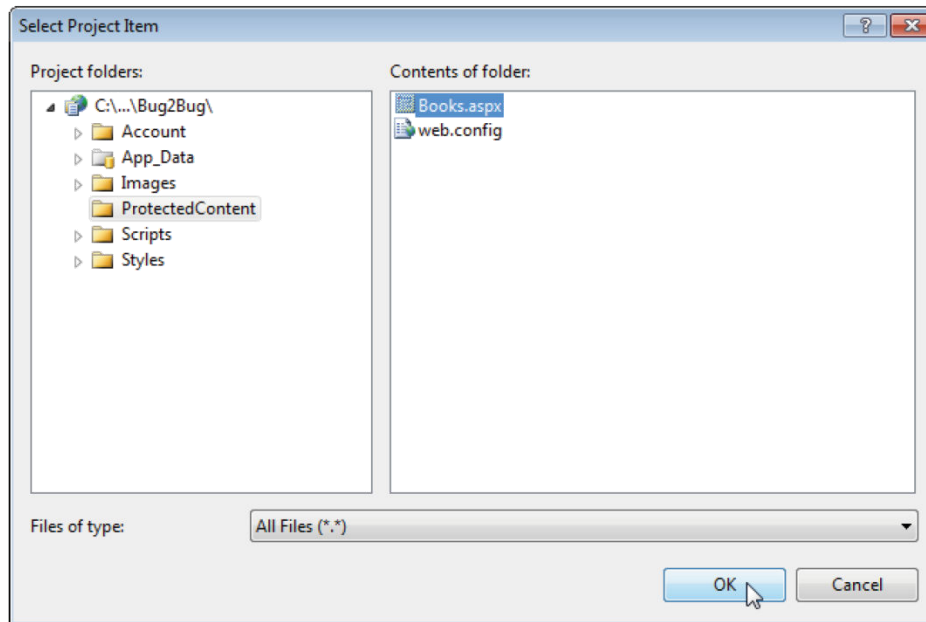 Select Project Item
Project folders:
Contents of folder:
C:\...\Bug2Bug\
Account
App_Data
Images
ProtectedContent
Scripts
Styles
Books.aspx
web.config
Files of type:
All Files (*.*)
OK
Cancel